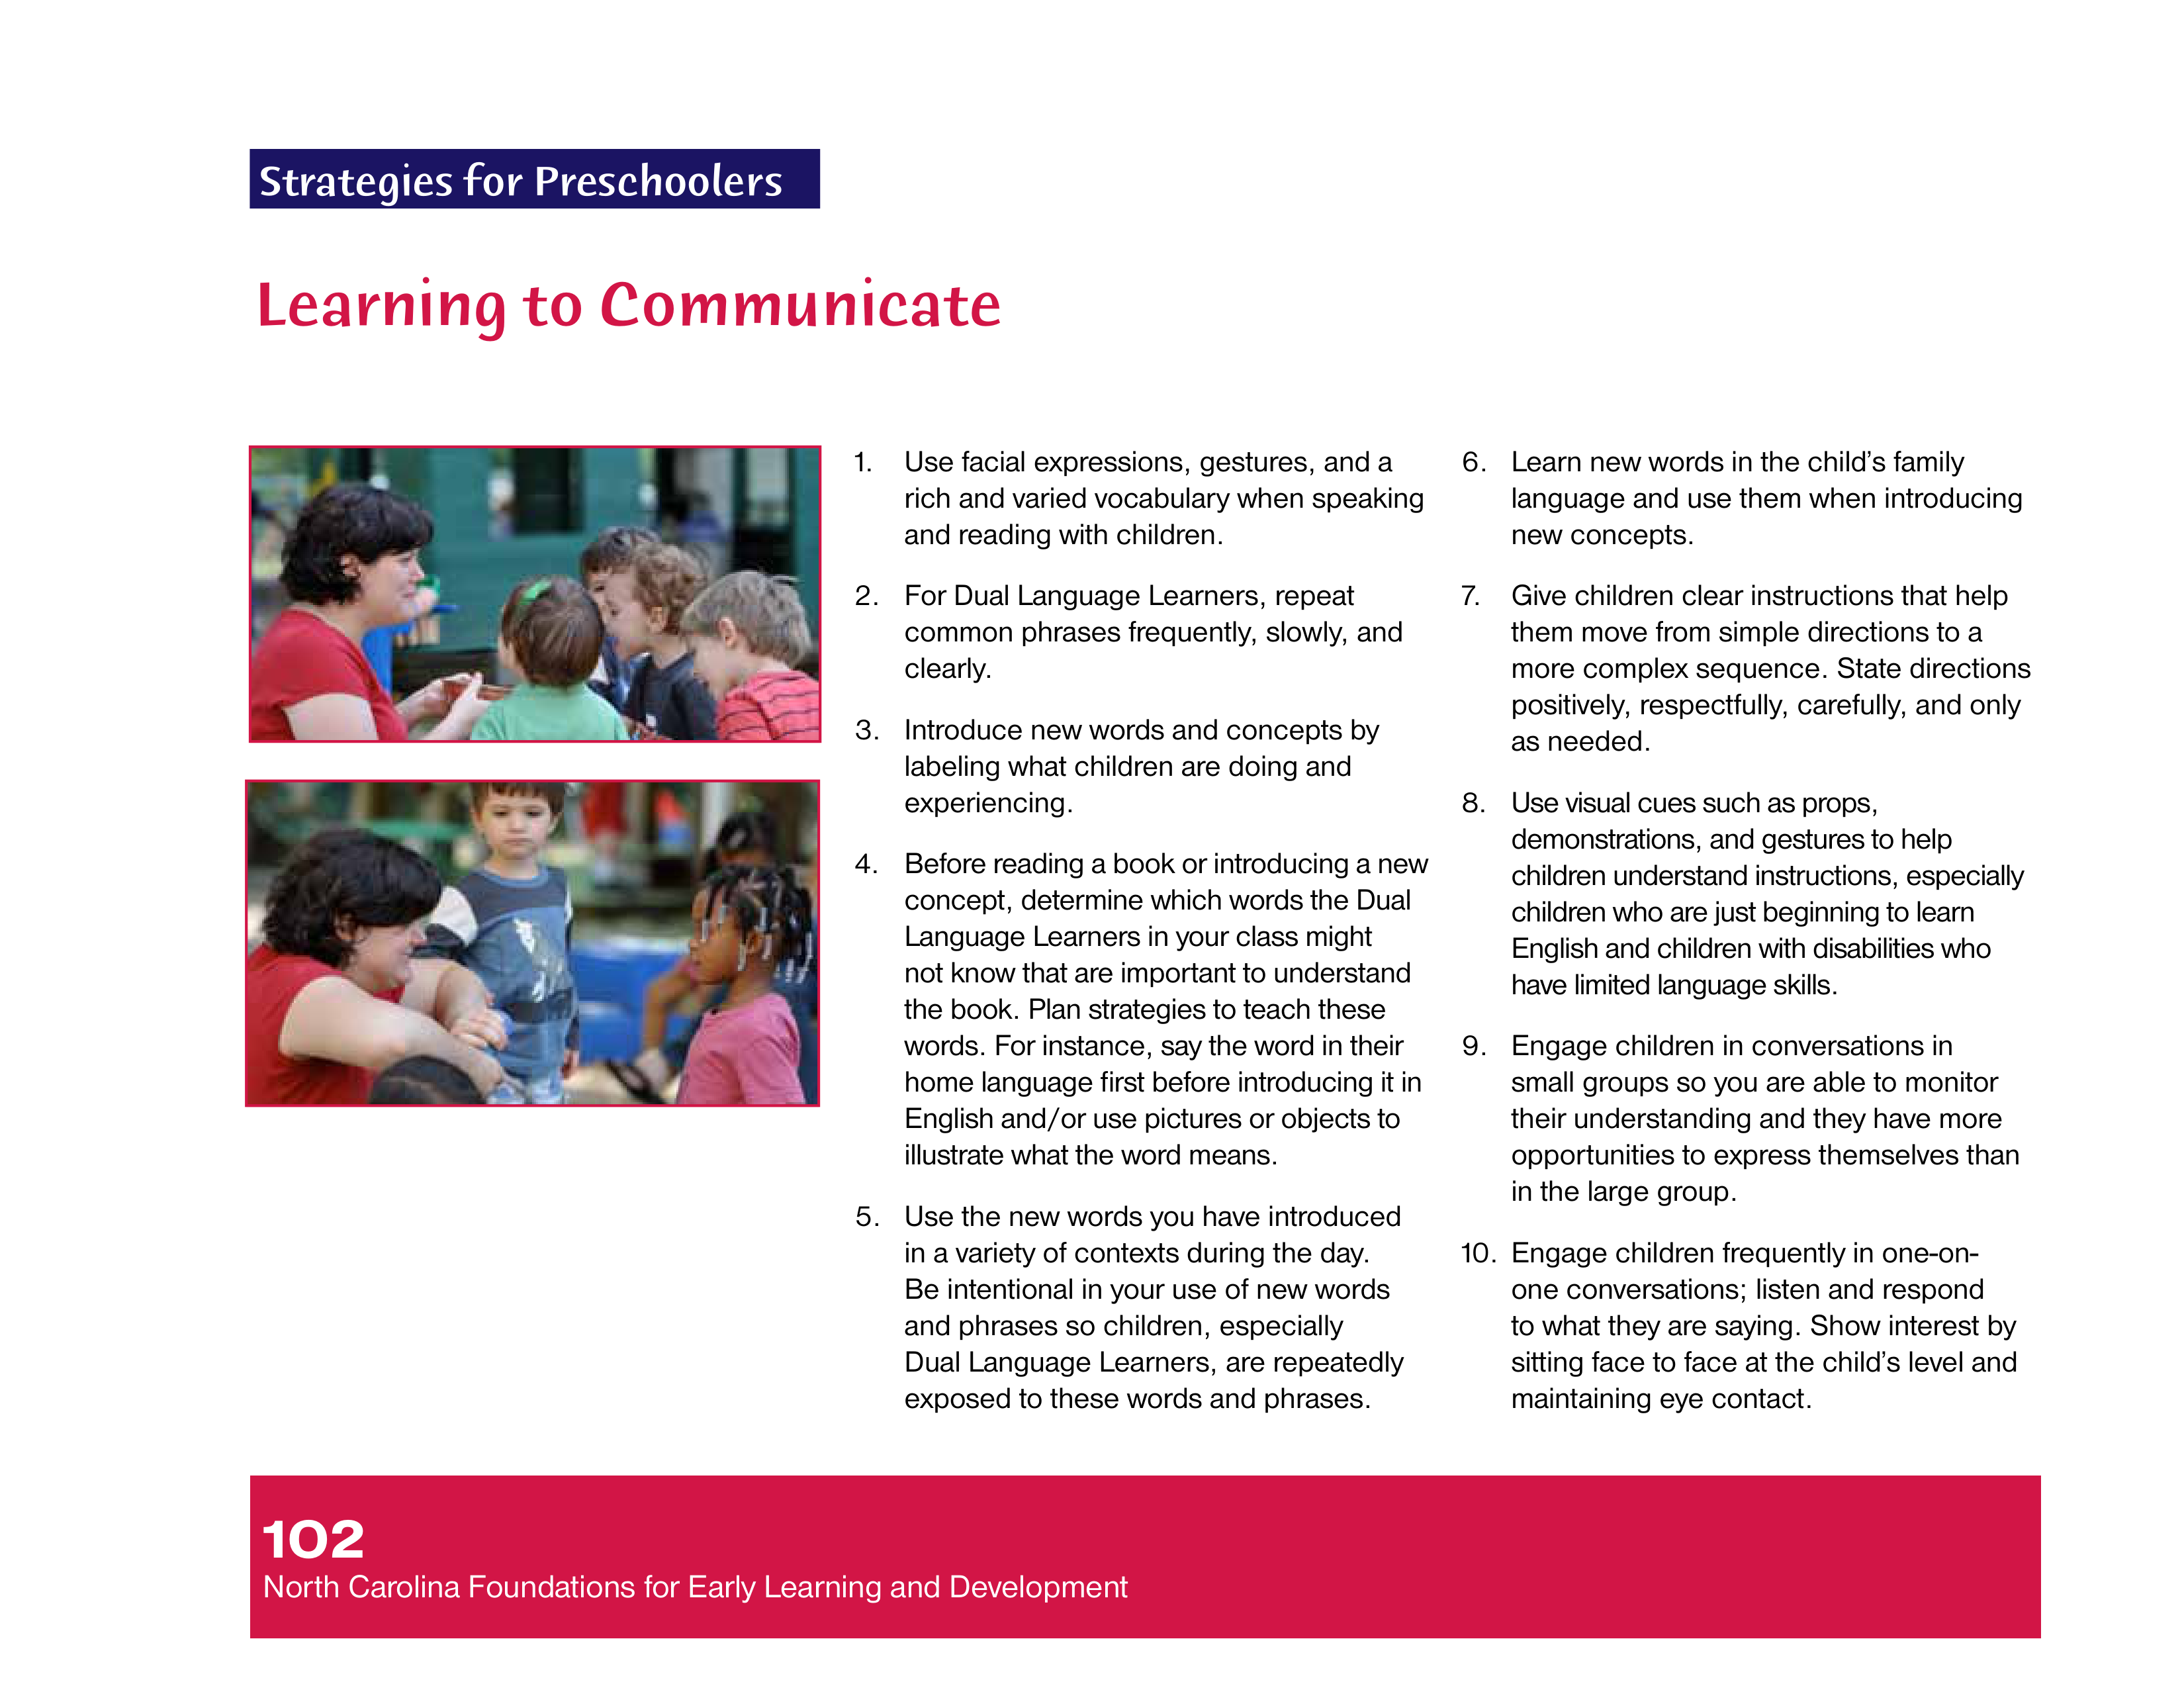 Strategies for Preschoolers
Learning to Communicate
1. Use facial expressions, gestures, and a
rich and varied vocabulary when speaking
and reading with children.
2. For Dual Language Learners, repeat
common phrases frequently, slowly, and
clearly.
3. Introduce new words and concepts by
labeling what children are doing and
experiencing.
4. Before reading a book or introducing a new
concept, determine which words the Dual
Language Learners in your class might
not know that are important to understand
the book. Plan strategies to teach these
words. For instance, say the word in their
home language first before introducing it in
English and/or use pictures or objects to
illustrate what the word means.
5. Use the new words you have introduced
in a variety of contexts during the day.
Be intentional in your use of new words
and phrases so children, especially
Dual Language Learners, are repeatedly
exposed to these words and phrases.
6. Learn new words in the child’s family
language and use them when introducing
new concepts.
7. Give children clear instructions that help
them move from simple directions to a
more complex sequence. State directions
positively, respectfully, carefully, and only
as needed.
8. Use visual cues such as props,
demonstrations, and gestures to help
children understand instructions, especially
children who are just beginning to learn
English and children with disabilities who
have limited language skills.
9. Engage children in conversations in
small groups so you are able to monitor
their understanding and they have more
opportunities to express themselves than
in the large group.
10. Engage children frequently in one-on-
one conversations; listen and respond
to what they are saying. Show interest by
sitting face to face at the child’s level and
maintaining eye contact.
102
North Carolina Foundations for Early Learning and Development